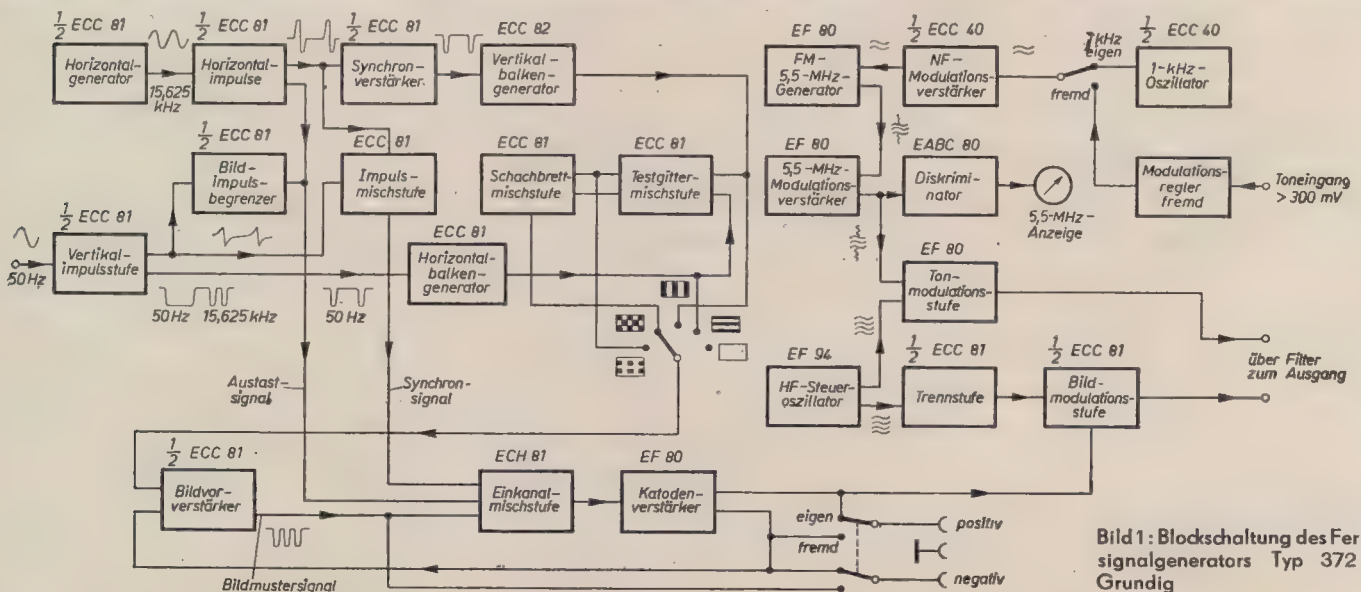 1/2 ECC 81
Horizontal-
generator
15,625
kHz
1/2 ECC 81
Horizontal-
impulse
1/2 ECC 81
Synchron-
verstärker.
ECC 82
Vertikal-
balken-
generator
1/2 ECC 81
Bild-
impuls-
begrenzer
ECC 81
Impuls-
mischstufe
ECC 81
Schachbrett-
mischstufe
ECC 81
Testgitter-
mischstufe
50 Hz
1/2 ECC 81
Vertikal-
impulsstufe
50 Hz 15,625 kHz
50 Hz
ECC 81
Horizontal-
balken-
generator
Austast-
signal
Synchron-
signal
1/2 ECC 81
Bildvor-
verstärker
Bildmustersignal
ECH 81
Einkanal-
mischstufe
EF 80
Katoden-
verstärker
eigen
fremd
positiv
negativ
EF 80
FM-
5,5-MHz-
Generator
1/2 ECC 40
NF-
Modulations-
verstärker
kHz
eigen
fremd
1/2 ECC 40
1-kHz-
Oszillator
EF 80
5,5-MHz-
Modulations-
verstärker
EABC 80
Diskrimi-
nator
5,5-MHz-
Anzeige
Modulations-
regler
fremd
Toneingang
> 300 mV
EF 80
Ton-
modulations-
stufe
EF 94
HF-Steuer-
oszillator
1/2 ECC 81
Trennstufe
1/2 ECC 81
Bild-
modulations-
stufe
über Filter
zum Ausgang
Bild 1: Blockschaltung des Fer
signalgenerators Typ 372
Grundig